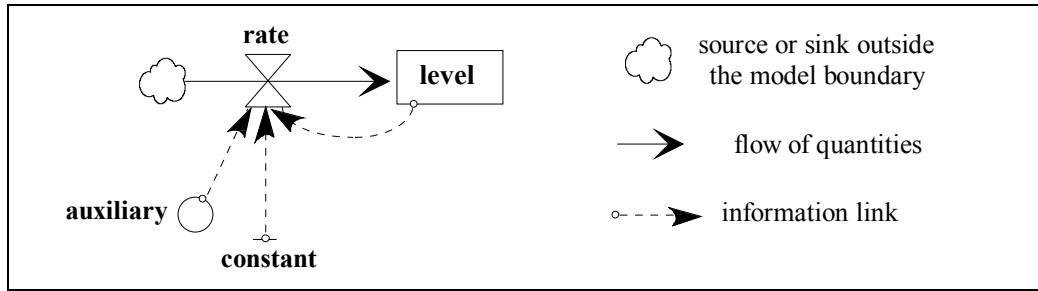 rate
level
auxiliary
constant
source or sink outside
the model boundary
flow of quantities
information link